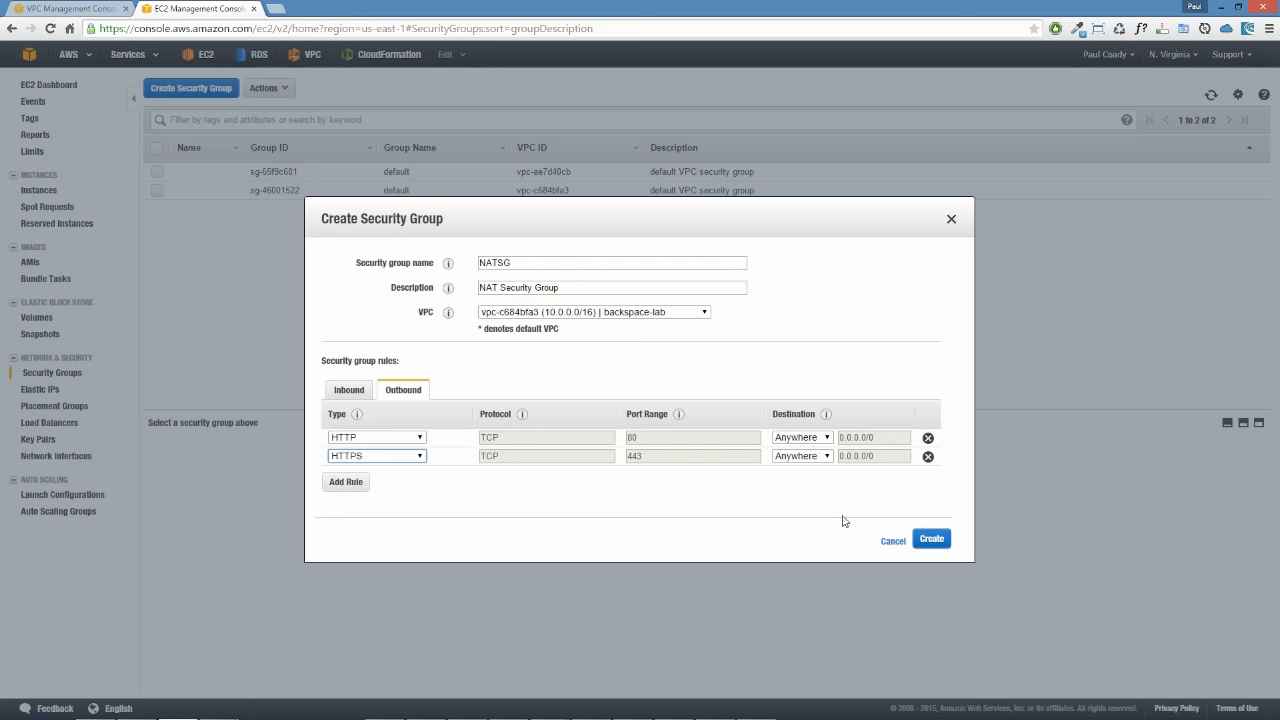 VPC Management Conso
EC2 Management Conso
Paul
https://console.aws.amazon.com/ec2/v2/home?region=us-east-1#SecurityGroups:sort=groupDescription
AWS Services EC2 RDS VPC CloudFormation Edit Paul Coady N. Virginia Support
EC2 Dashboard
Events
Tags
Reports
Limits
INSTANCES
Instances
Spot Requests
Reserved Instances
IMAGES
AMIs
Bundle Tasks
ELASTIC BLOCK STORE
Volumes
Snapshots
NETWORK & SECURITY
Security Groups
Elastic IPs
Placement Groups
Load Balancers
Key Pairs
Network Interfaces
AUTO SCALING
Launch Configurations
Auto Scaling Groups
Create Security Group Actions
Filter by tags and attributes or search by keyword
1 to 2 of 2
Name Group ID Group Name VPC ID Description
sg-65f9c601 default vpc-ae7d40cb default VPC security group
sg-46001522 default vpc-c684bfa3 default VPC security group
Create Security Group
Security group name NATSG
Description NAT Security Group
VPC vpc-c684bfa3 (10.0.0.0/16) | backspace-lab
* denotes default VPC
Security group rules:
Inbound Outbound
Type Protocol Port Range Destination
HTTP TCP 80 Anywhere 0.0.0.0/0
HTTPS TCP 443 Anywhere 0.0.0.0/0
Add Rule
Cancel Create
Select a security group above
Feedback English
© 2008 - 2015, Amazon Web Services, Inc. or its affiliates. All rights reserved. Privacy Policy Terms of Use